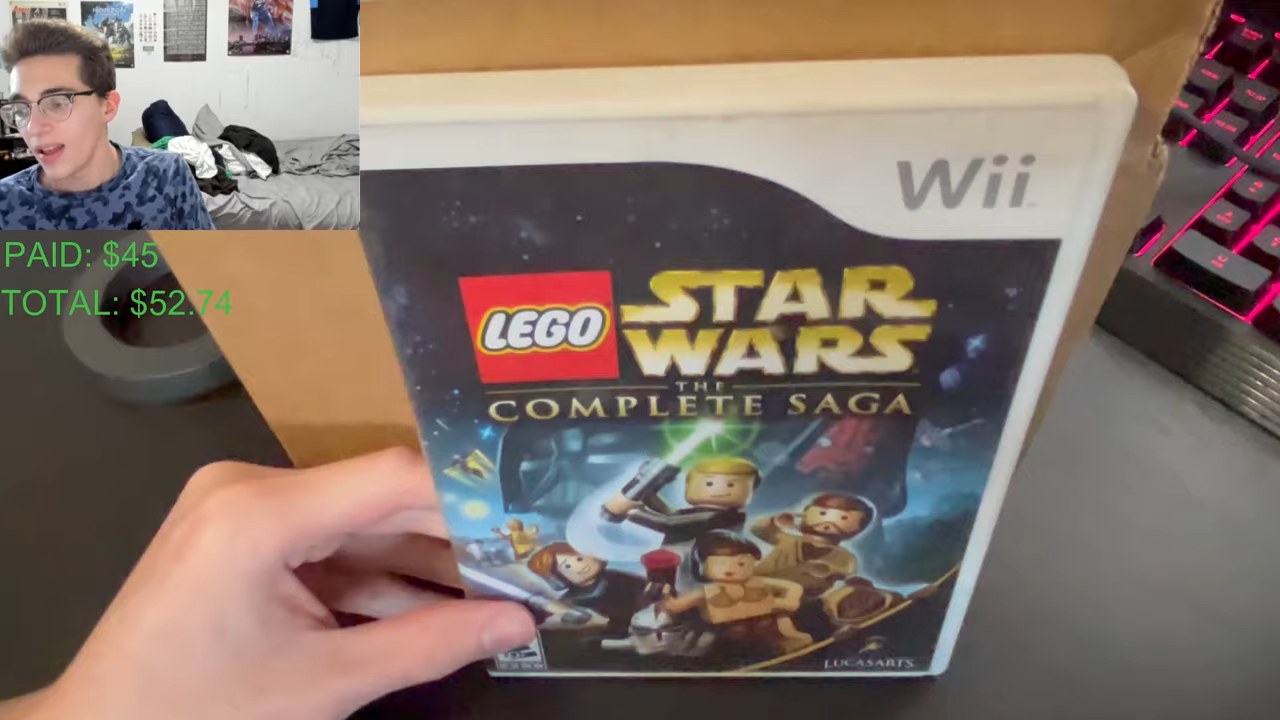 PAID: $45
TOTAL: $52.74
Wii
LEGO
STAR
WARS
THE
COMPLETE SAGA
LUCASARTS